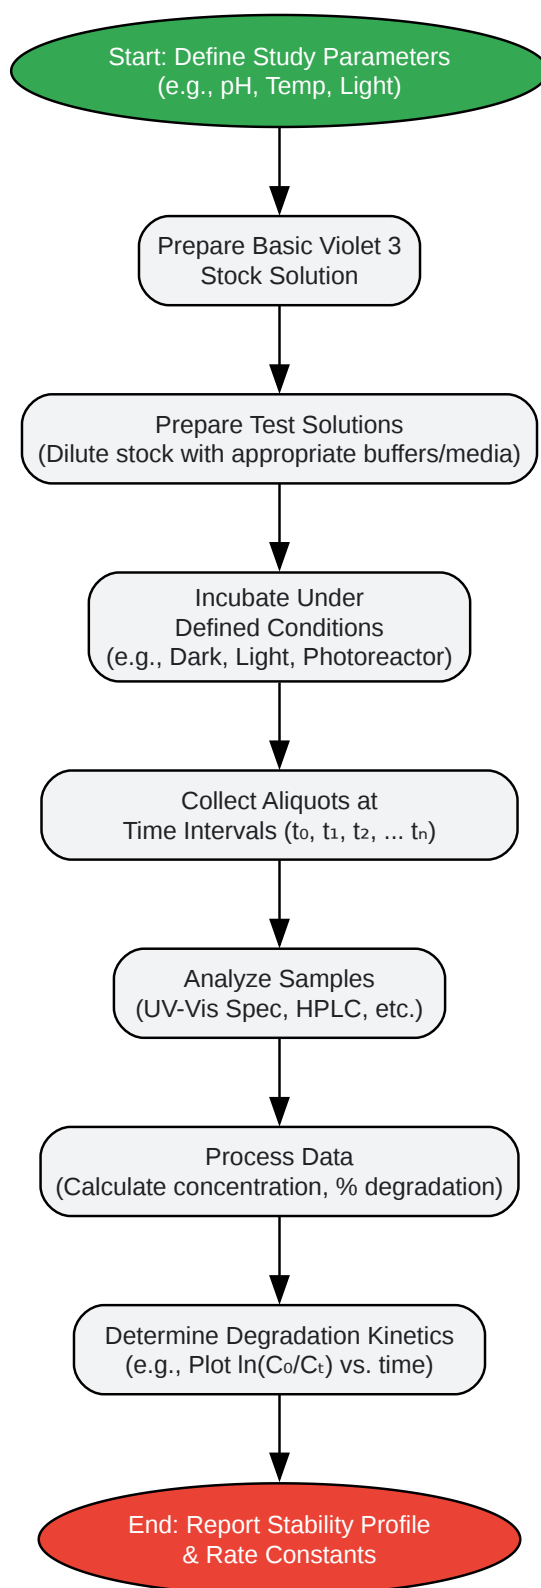 Start: Define Study Parameters
(e.g., pH, Temp, Light)
Prepare Basic Violet 3
Stock Solution
Prepare Test Solutions
(Dilute stock with appropriate buffers/media)
Incubate Under
Defined Conditions
(e.g., Dark, Light, Photoreactor)
Collect Aliquots at
Time Intervals (t₀, t₁, t₂, ... tₙ)
Analyze Samples
(UV-Vis Spec, HPLC, etc.)
Process Data
(Calculate concentration, % degradation)
Determine Degradation Kinetics
(e.g., Plot ln(C₀/Cₜ) vs. time)
End: Report Stability Profile
& Rate Constants